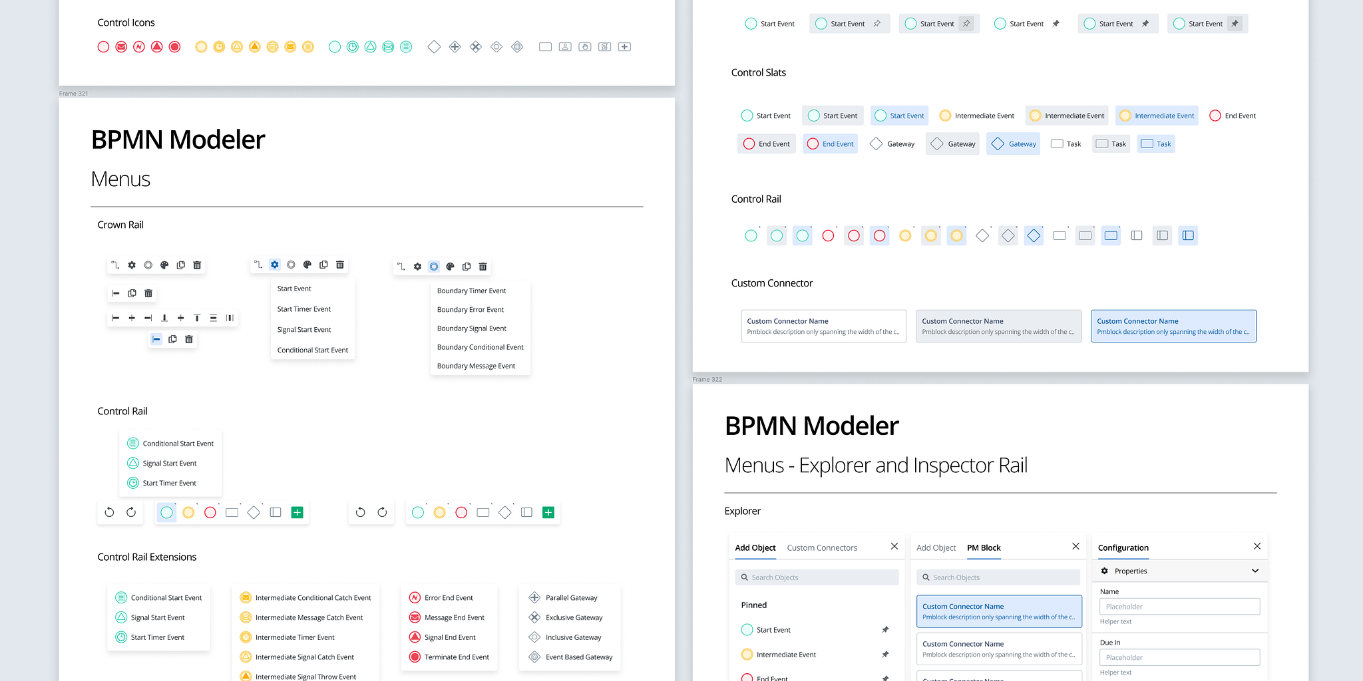 Control Icons
Frame 321
BPMN Modeler
Menus
Crown Rail
Start Event
Start Timer Event
Signal Start Event
Conditional Start Event
Boundary Timer Event
Boundary Error Event
Boundary Signal Event
Boundary Conditional Event
Boundary Message Event
Control Rail
Conditional Start Event
Signal Start Event
Start Timer Event
Control Rail Extensions
Conditional Start Event
Signal Start Event
Start Timer Event
Intermediate Conditional Catch Event
Intermediate Message Catch Event
Intermediate Timer Event
Intermediate Signal Catch Event
Intermediate Signal Throw Event
Error End Event
Message End Event
Signal End Event
Terminate End Event
Parallel Gateway
Exclusive Gateway
Inclusive Gateway
Event Based Gateway
Start Event Start Event Start Event Start Event Start Event Start Event
Control Slats
Start Event Start Event Start Event Intermediate Event Intermediate Event Intermediate Event End Event
End Event End Event Gateway Gateway Gateway Task Task Task
Control Rail
Custom Connector
Custom Connector Name
Pmblock description only spanning the width of the c...
Custom Connector Name
Pmblock description only spanning the width of the c...
Custom Connector Name
Pmblock description only spanning the width of the c...
Frame 322
BPMN Modeler
Menus - Explorer and Inspector Rail
Explorer
Add Object Custom Connectors
Search Objects
Pinned
Start Event
Intermediate Event
End Event
Add Object PM Block
Search Objects
Custom Connector Name
Pmblock description only spanning the width of the c...
Custom Connector Name
Pmblock description only spanning the width of the c...
Custom Connector Name
Configuration
Properties
Name
Placeholder
Helper text
Due In
Placeholder
Helper text